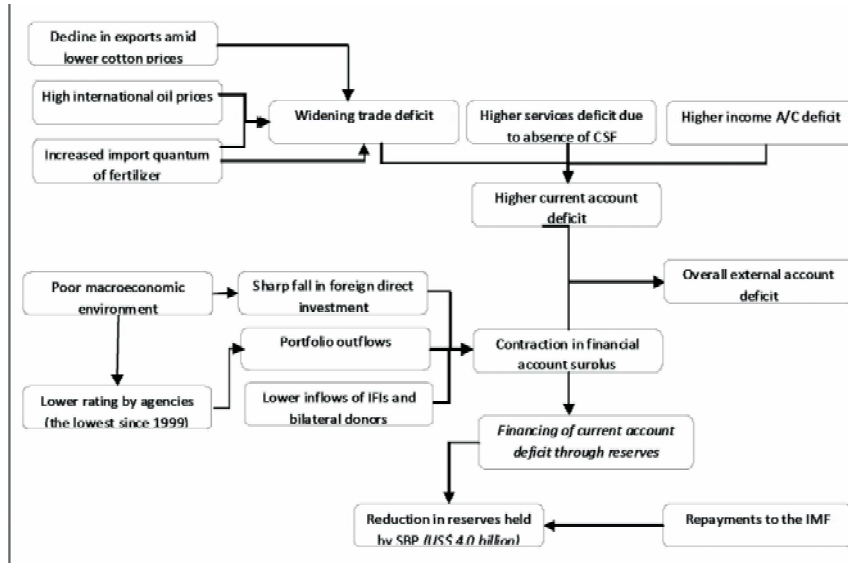 Decline in exports amid
lower cotton prices
High international oil prices
Increased import quantum
of fertilizer
Widening trade deficit
Higher services deficit due
to absence of CSF
Higher income A/C deficit
Higher current account
deficit
Overall external account
deficit
Poor macroeconomic
environment
Sharp fall in foreign direct
investment
Portfolio outflows
Contraction in financial
account surplus
Lower rating by agencies
(the lowest since 1999)
Lower inflows of IFIs and
bilateral donors
Financing of current account
deficit through reserves
Reduction in reserves held
by SBP (US$ 4.0 billion)
Repayments to the IMF